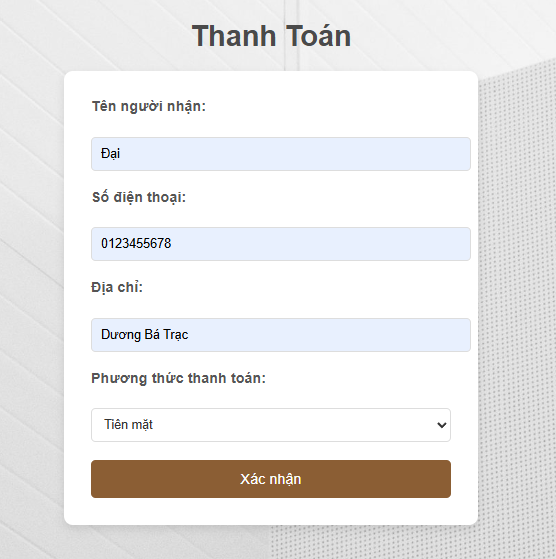 Thanh Toán
Tên người nhận:
Đại
Số điện thoại:
0123455678
Địa chỉ:
Dương Bá Trạc
Phương thức thanh toán:
Tiên mặt
Xác nhận